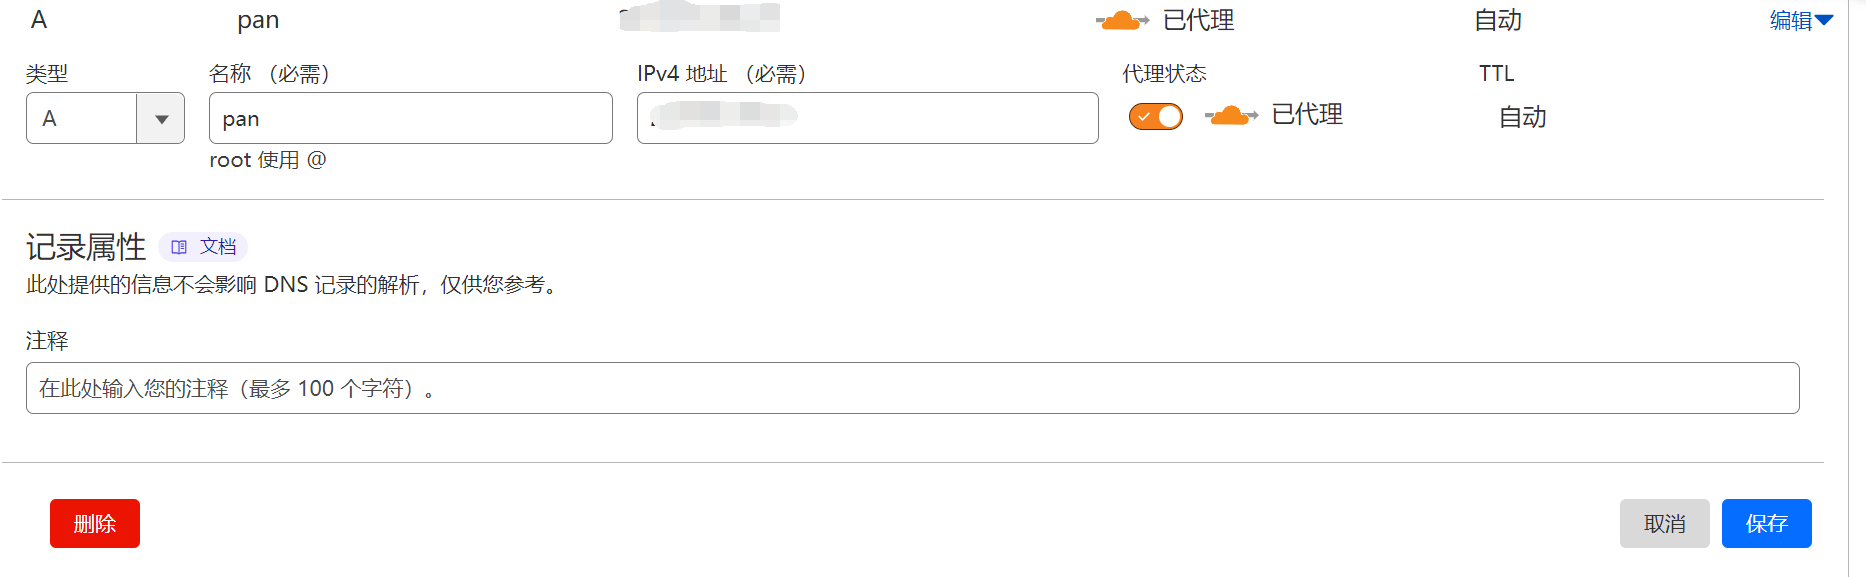 A pan 已代理 自动 编辑
类型 名称 （必需） IPv4 地址 （必需） 代理状态 TTL
A pan 已代理 自动
root 使用 @
记录属性 文档
此处提供的信息不会影响 DNS 记录的解析，仅供您参考。
注释
在此处输入您的注释（最多 100 个字符）。
删除 取消 保存